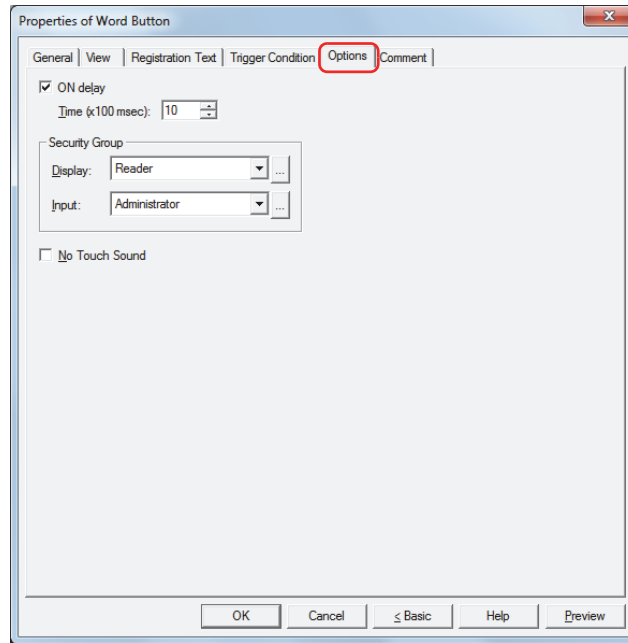 Properties of Word Button
General View Registration Text Trigger Condition Options Comment
ON delay
Time (x100 msec): 10
Security Group
Display: Reader ...
Input: Administrator ...
No Touch Sound
OK Cancel < Basic Help Preview